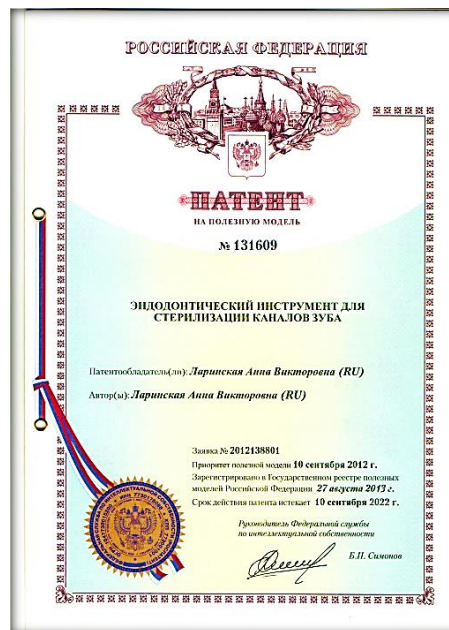 РОССИЙСКАЯ ФЕДЕРАЦИЯ
ПАТЕНТ
НА ПОЛЕЗНУЮ МОДЕЛЬ
№ 131609
ЭНДОДОНТИЧЕСКИЙ ИНСТРУМЕНТ ДЛЯ
СТЕРИЛИЗАЦИИ КАНАЛОВ ЗУБА
Патентообладатель(ли): Ларинская Анна Викторовна (RU)
Автор(ы): Ларинская Анна Викторовна (RU)
Заявка № 2012138801
Приоритет полезной модели 10 сентября 2012 г.
Зарегистрировано в Государственном реестре полезных
моделей Российской Федерации 27 августа 2013 г.
Срок действия патента истекает 10 сентября 2022 г.
Руководитель Федеральной службы
по интеллектуальной собственности
Б.П. Симонов